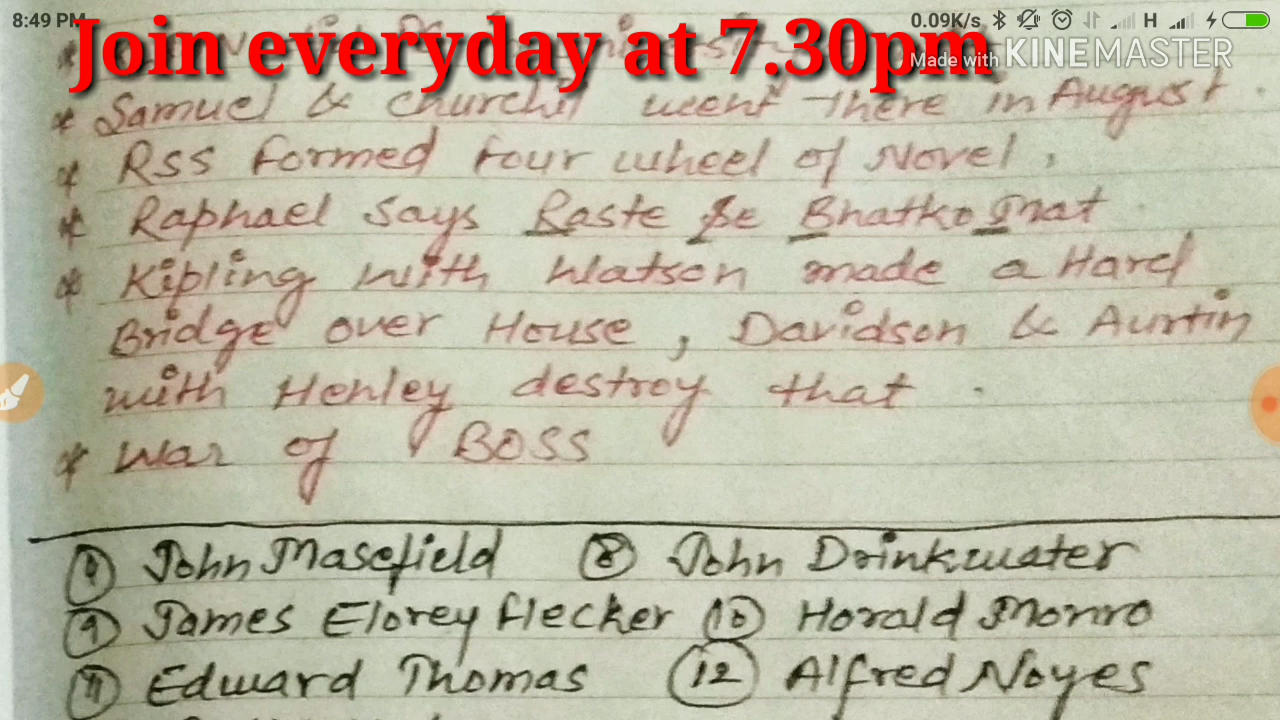 8:49 PM 0.09K/s H
Join everyday at 7.30pm
Made with KINEMASTER
* Samuel & Churchil went there in August.
* RSS formed four wheel of Novel,
* Raphael says Raste Se Bhatko Mat
* Kipling with Watson made a Hard
Bridge over House, Davidson & Aurtin
with Henley destroy that.
* War of BOSS
John Masefield 8 John Drinkwater
9 James Elorey flecker 10 Horald Monro
11 Edward Thomas 12 Alfred Noyes